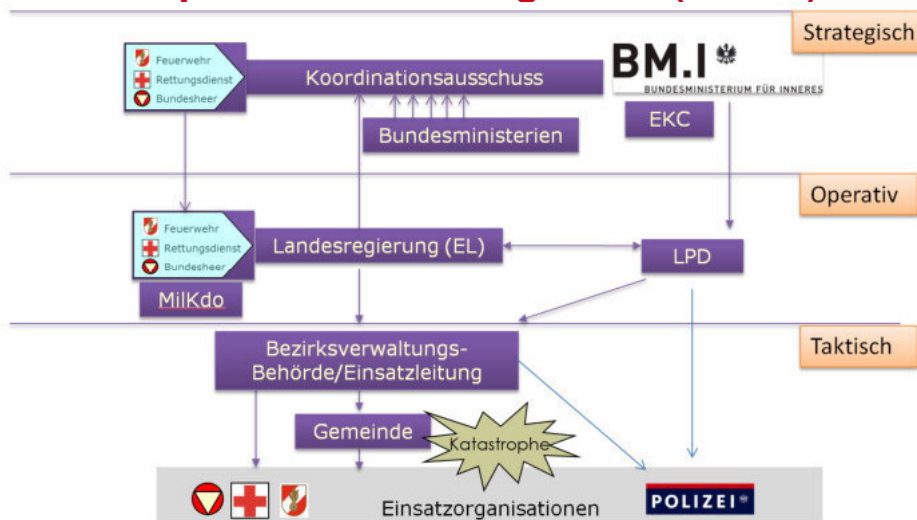 Strategisch
Feuerwehr
Rettungsdienst
Bundesheer
Koordinationsausschuss
BM.I
BUNDESMINISTERIUM FÜR INNERES
Bundesministerien
EKC
Operativ
Feuerwehr
Rettungsdienst
Bundesheer
Landesregierung (EL)
LPD
MilKdo
Taktisch
Bezirksverwaltungs-
Behörde/Einsatzleitung
Gemeinde
Katastrophe
Einsatzorganisationen
POLIZEI